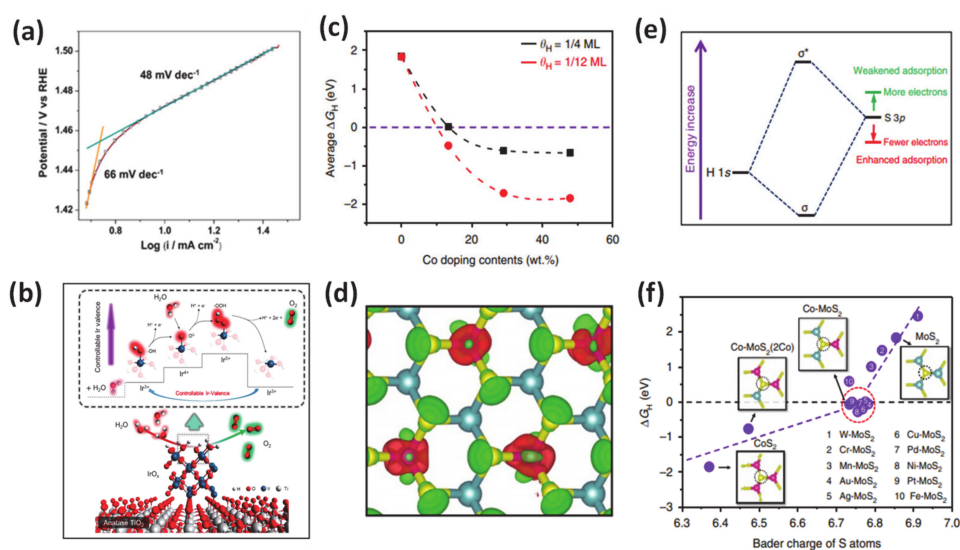 (a)
48 mV dec⁻¹
66 mV dec⁻¹
Potential / V vs RHE
1.50
1.48
1.46
1.44
1.42
0.8
1.0
1.2
1.4
Log (i / mA cm⁻²)
(b)
Controllable Ir valence
H₂O
H⁺ + e⁻
H⁺ + e⁻
·OOH
H⁺ + 2e⁻ +
O₂
·OH
Ir⁴⁺
+ H₂O
Controllable Ir-Valence
H₂O
O₂
IrOₓ
H
O
Ir
Ti
Anatase TiO₂
(c)
c
θH = 1/4 ML
θH = 1/12 ML
Average ΔGH (eV)
2
1
0
−1
−2
0
20
40
60
Co doping contents (wt.%)
(d)
(e)
Energy increase
σ*
Weakened adsorption
More electrons
S 3p
Fewer electrons
Enhanced adsorption
H 1s
σ
(f)
ΔGH (eV)
2
1
0
−1
−2
−3
Co-MoS₂
Co-MoS₂(2Co)
MoS₂
CoS₂
1 W-MoS₂
2 Cr-MoS₂
3 Mn-MoS₂
4 Au-MoS₂
5 Ag-MoS₂
6 Cu-MoS₂
7 Pd-MoS₂
8 Ni-MoS₂
9 Pt-MoS₂
10 Fe-MoS₂
6.3
6.4
6.5
6.6
6.7
6.8
6.9
7.0
Bader charge of S atoms